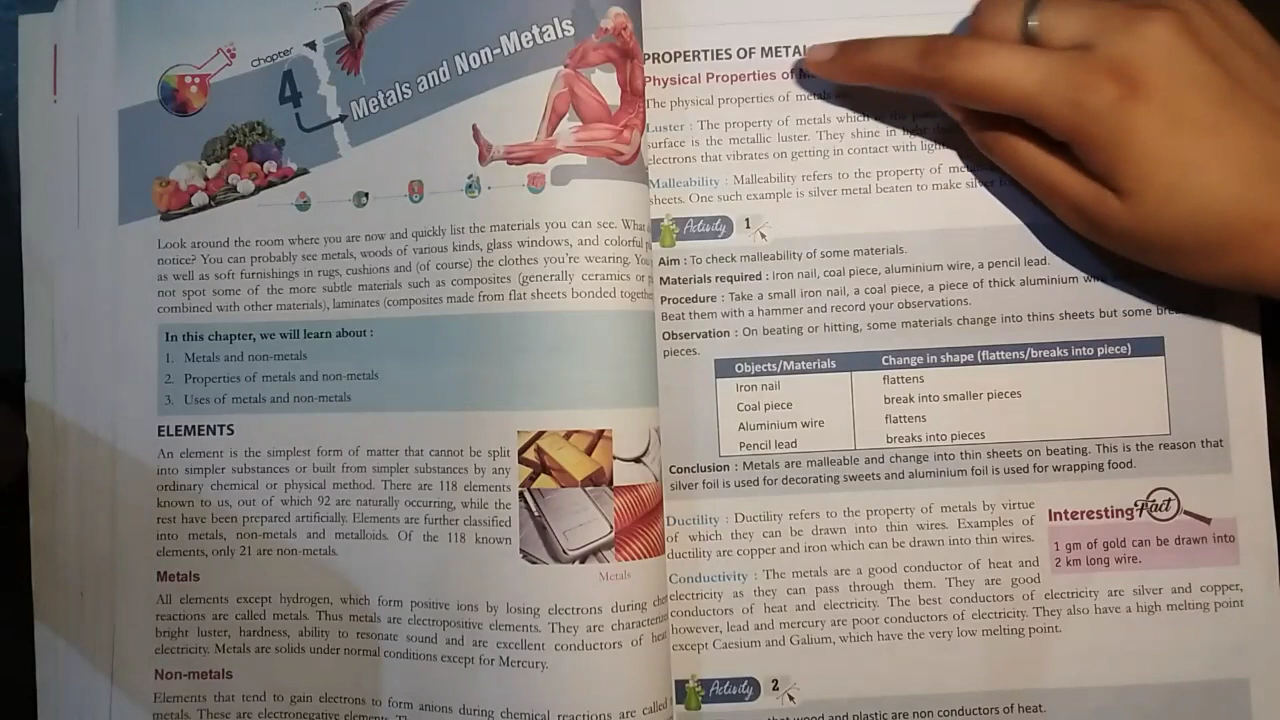 chapter
4
Metals and Non-Metals
Look around the room where you are now and quickly list the materials you can see. What
notice? You can probably see metals, woods of various kinds, glass windows, and colorful
as well as soft furnishings in rugs, cushions and (of course) the clothes you're wearing. You
not spot some of the more subtle materials such as composites (generally ceramics or
combined with other materials), laminates (composites made from flat sheets bonded together
In this chapter, we will learn about :
1. Metals and non-metals
2. Properties of metals and non-metals
3. Uses of metals and non-metals
ELEMENTS
An element is the simplest form of matter that cannot be split
into simpler substances or built from simpler substances by any
ordinary chemical or physical method. There are 118 elements
known to us, out of which 92 are naturally occurring, while the
rest have been prepared artificially. Elements are further classified
into metals, non-metals and metalloids. Of the 118 known
elements, only 21 are non-metals.
Metals
Metals
All elements except hydrogen, which form positive ions by losing electrons during
reactions are called metals. Thus metals are electropositive elements. They are
bright luster, hardness, ability to resonate sound and are excellent conductors of heat
electricity. Metals are solids under normal conditions except for Mercury.
Non-metals
Elements that tend to gain electrons to form anions during chemical reactions are called
metals. These are electronegative
PROPERTIES OF
Physical Properties of
The physical properties of metals
Luster : The property of metals which
surface is the metallic luster. They shine in light
electrons that vibrates on getting in contact with
Malleability : Malleability refers to the property of
sheets. One such example is silver metal beaten to make silver
Activity 1
Aim : To check malleability of some materials.
Materials required : Iron nail, coal piece, aluminium wire, a pencil lead.
Procedure : Take a small iron nail, a coal piece, a piece of thick aluminium
Beat them with a hammer and record your observations.
Observation : On beating or hitting, some materials change into thins sheets but some
pieces.
Objects/Materials Change in shape (flattens/breaks into piece)
Iron nail flattens
Coal piece break into smaller pieces
Aluminium wire flattens
Pencil lead breaks into pieces
Conclusion : Metals are malleable and change into thin sheets on beating. This is the reason that
silver foil is used for decorating sweets and aluminium foil is used for wrapping food.
Ductility : Ductility refers to the property of metals by virtue
of which they can be drawn into thin wires. Examples of
ductility are copper and iron which can be drawn into thin wires.
Interesting Fact
1 gm of gold can be drawn into
2 km long wire.
Conductivity : The metals are a good conductor of heat and
electricity as they can pass through them. They are good
conductors of heat and electricity. The best conductors of electricity are silver and copper,
however, lead and mercury are poor conductors of electricity. They also have a high melting point
except Caesium and Galium, which have the very low melting point.
Activity 2
wood and plastic are non conductors of heat.